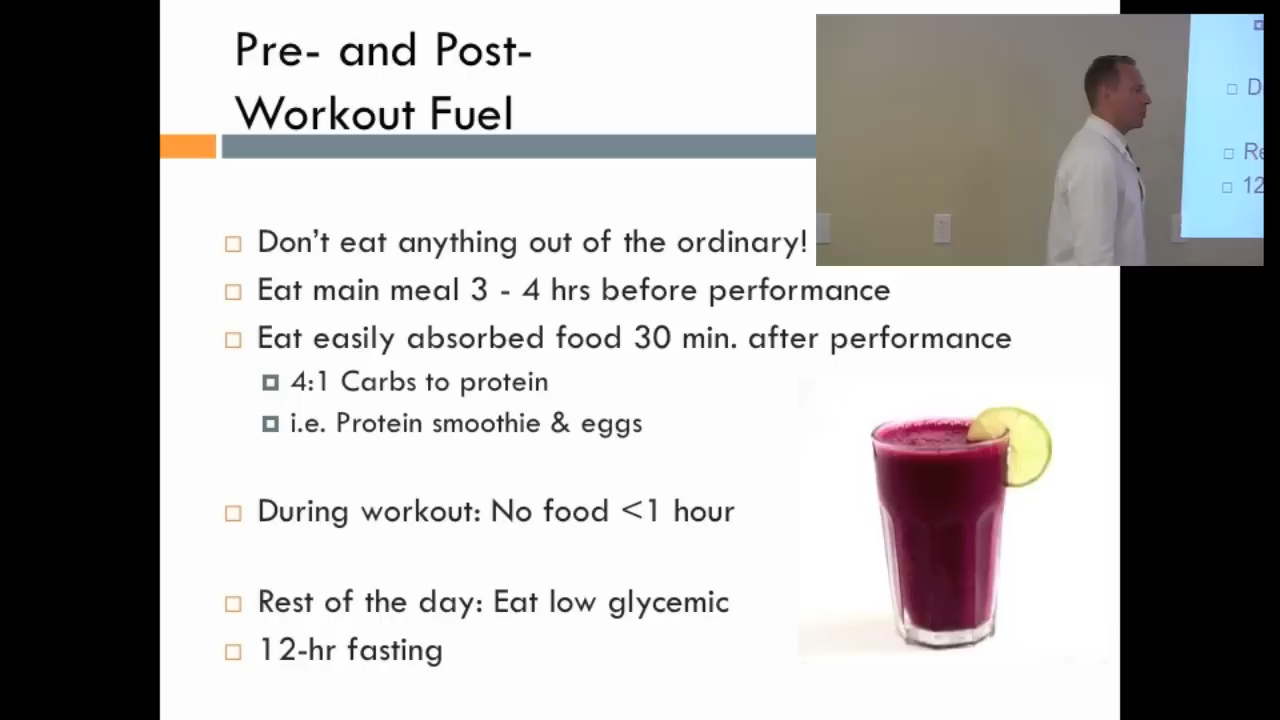 Pre- and Post-
Workout Fuel
Don't eat anything out of the ordinary!
Eat main meal 3 - 4 hrs before performance
Eat easily absorbed food 30 min. after performance
4:1 Carbs to protein
i.e. Protein smoothie & eggs
During workout: No food <1 hour
Rest of the day: Eat low glycemic
12-hr fasting
D
Re
12